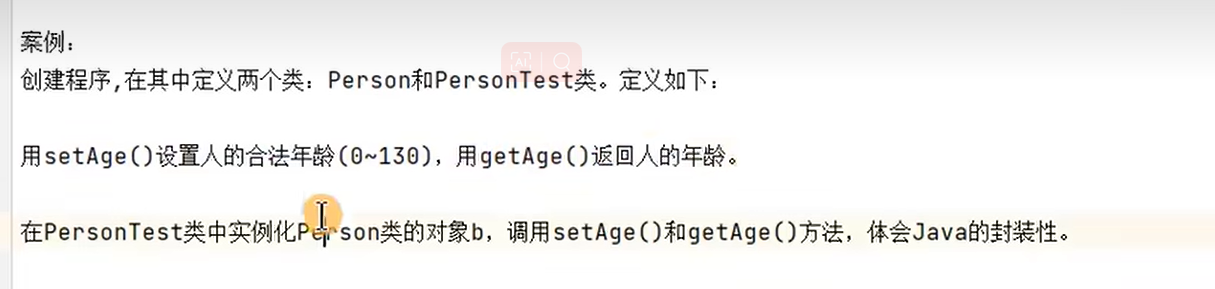 案例：
创建程序,在其中定义两个类：Person和PersonTest类。定义如下：
用setAge()设置人的合法年龄(0~130)，用getAge()返回人的年龄。
在PersonTest类中实例化Person类的对象b，调用setAge()和getAge()方法，体会Java的封装性。